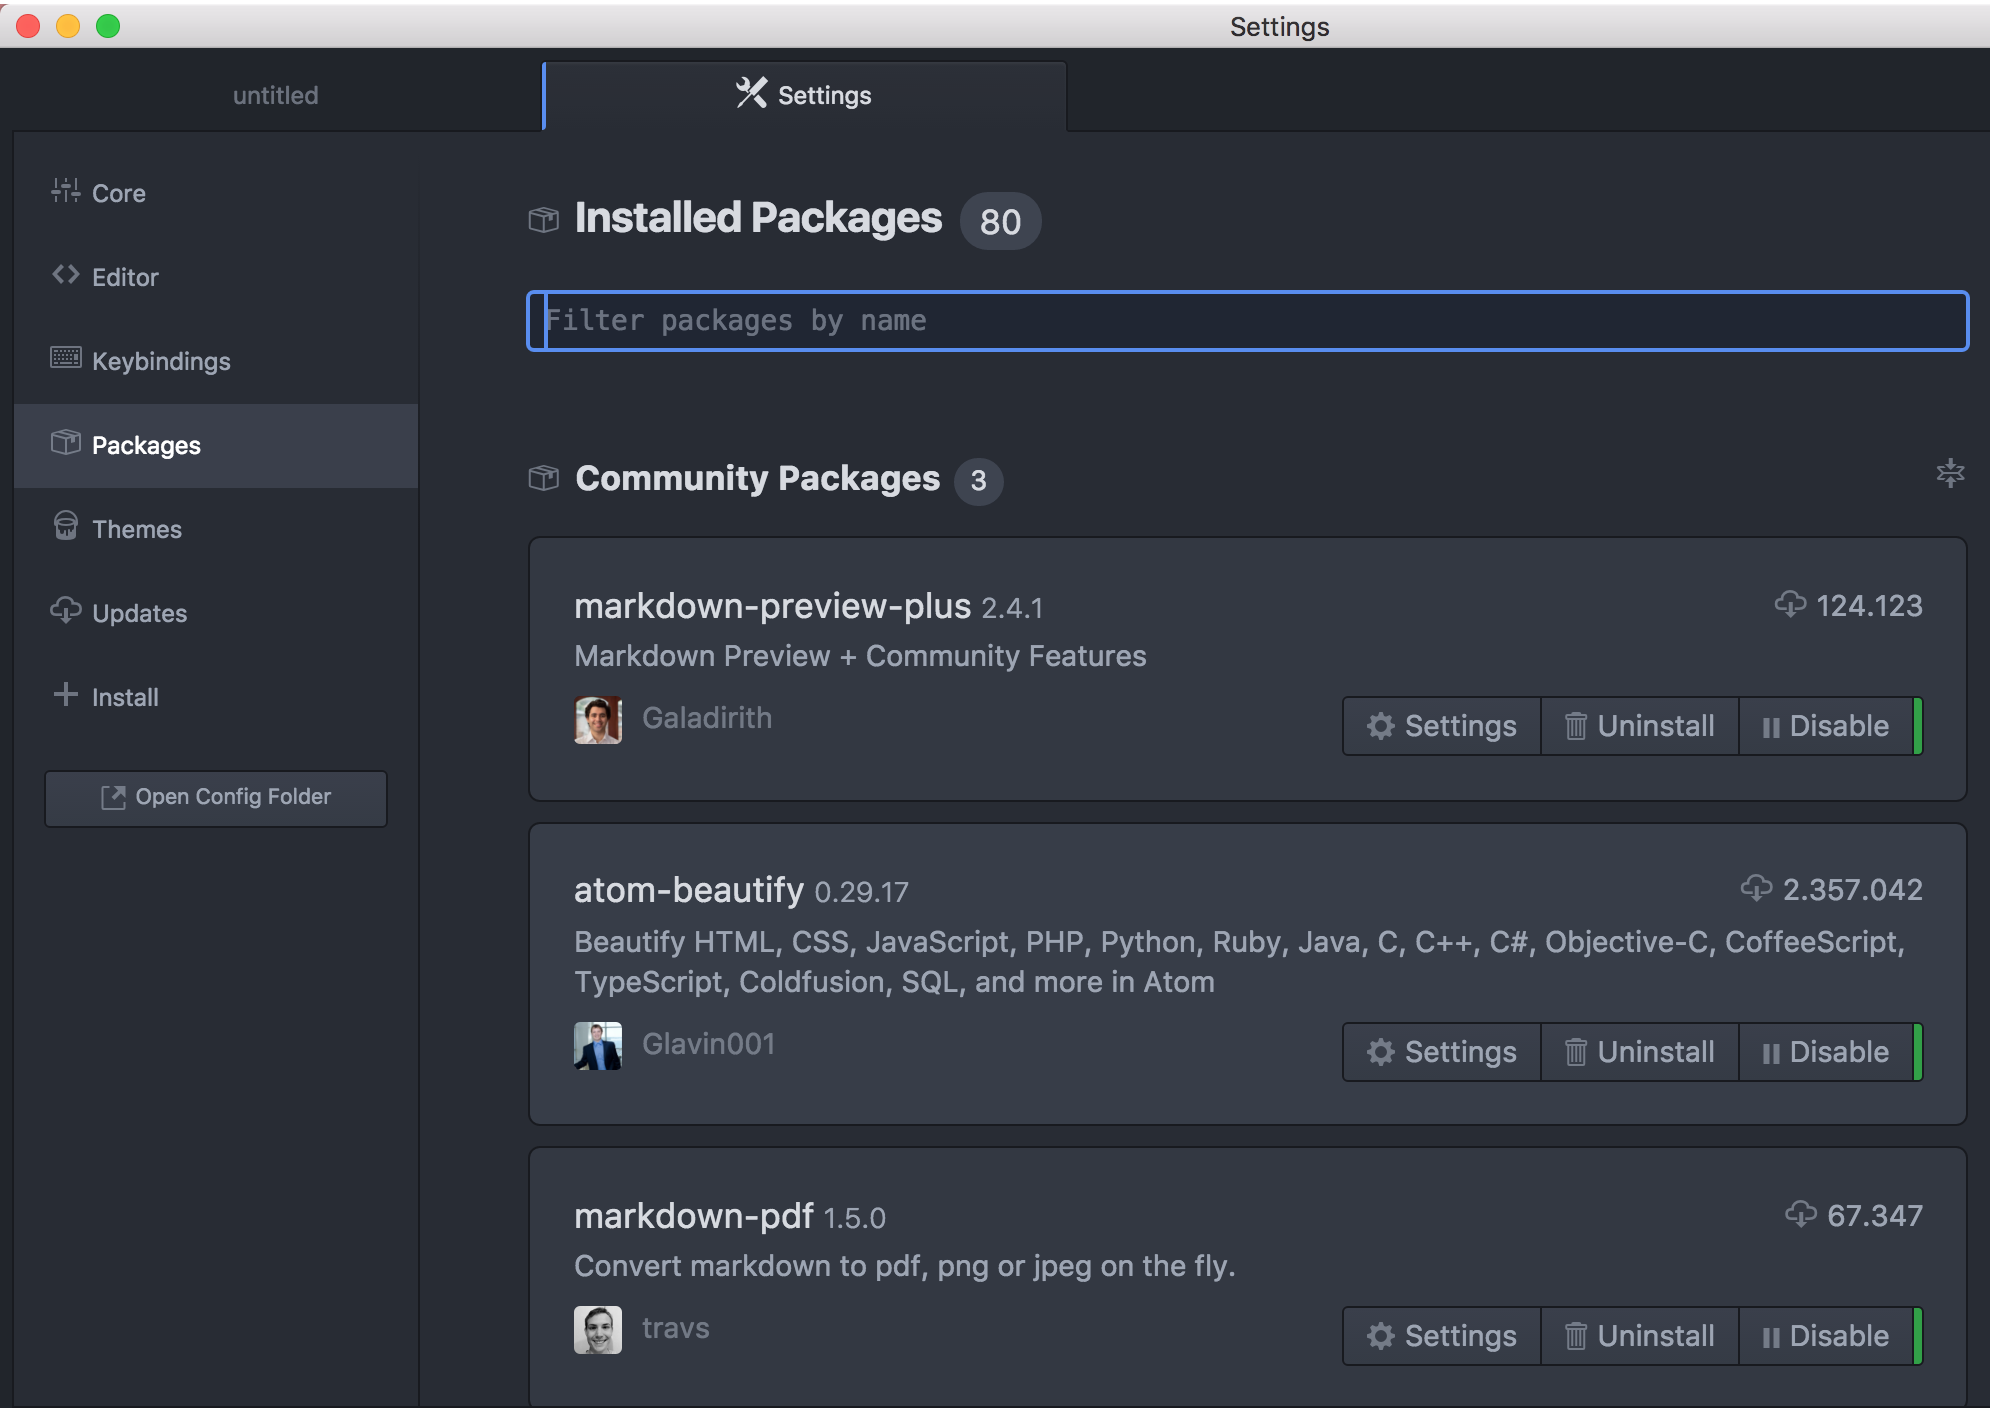 Settings
untitled
Settings
Core
Editor
Keybindings
Packages
Themes
Updates
Install
Open Config Folder
Installed Packages 80
Filter packages by name
Community Packages 3
markdown-preview-plus 2.4.1 124.123
Markdown Preview + Community Features
Galadirith
Settings Uninstall Disable
atom-beautify 0.29.17 2.357.042
Beautify HTML, CSS, JavaScript, PHP, Python, Ruby, Java, C, C++, C#, Objective-C, CoffeeScript,
TypeScript, Coldfusion, SQL, and more in Atom
Glavin001
Settings Uninstall Disable
markdown-pdf 1.5.0 67.347
Convert markdown to pdf, png or jpeg on the fly.
travs
Settings Uninstall Disable